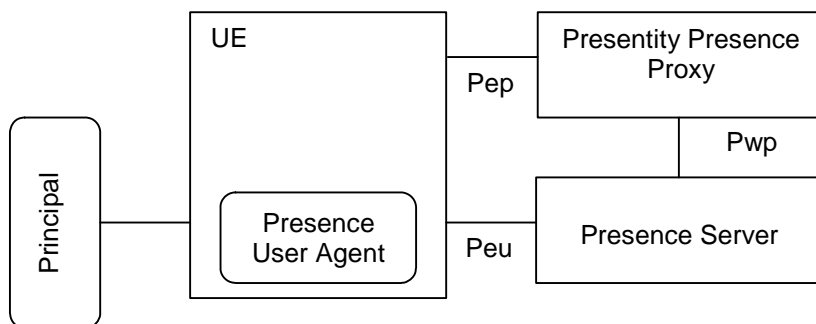 UE
Presentity Presence
Proxy
Pep
Pwp
Principal
Presence
User Agent
Peu
Presence Server